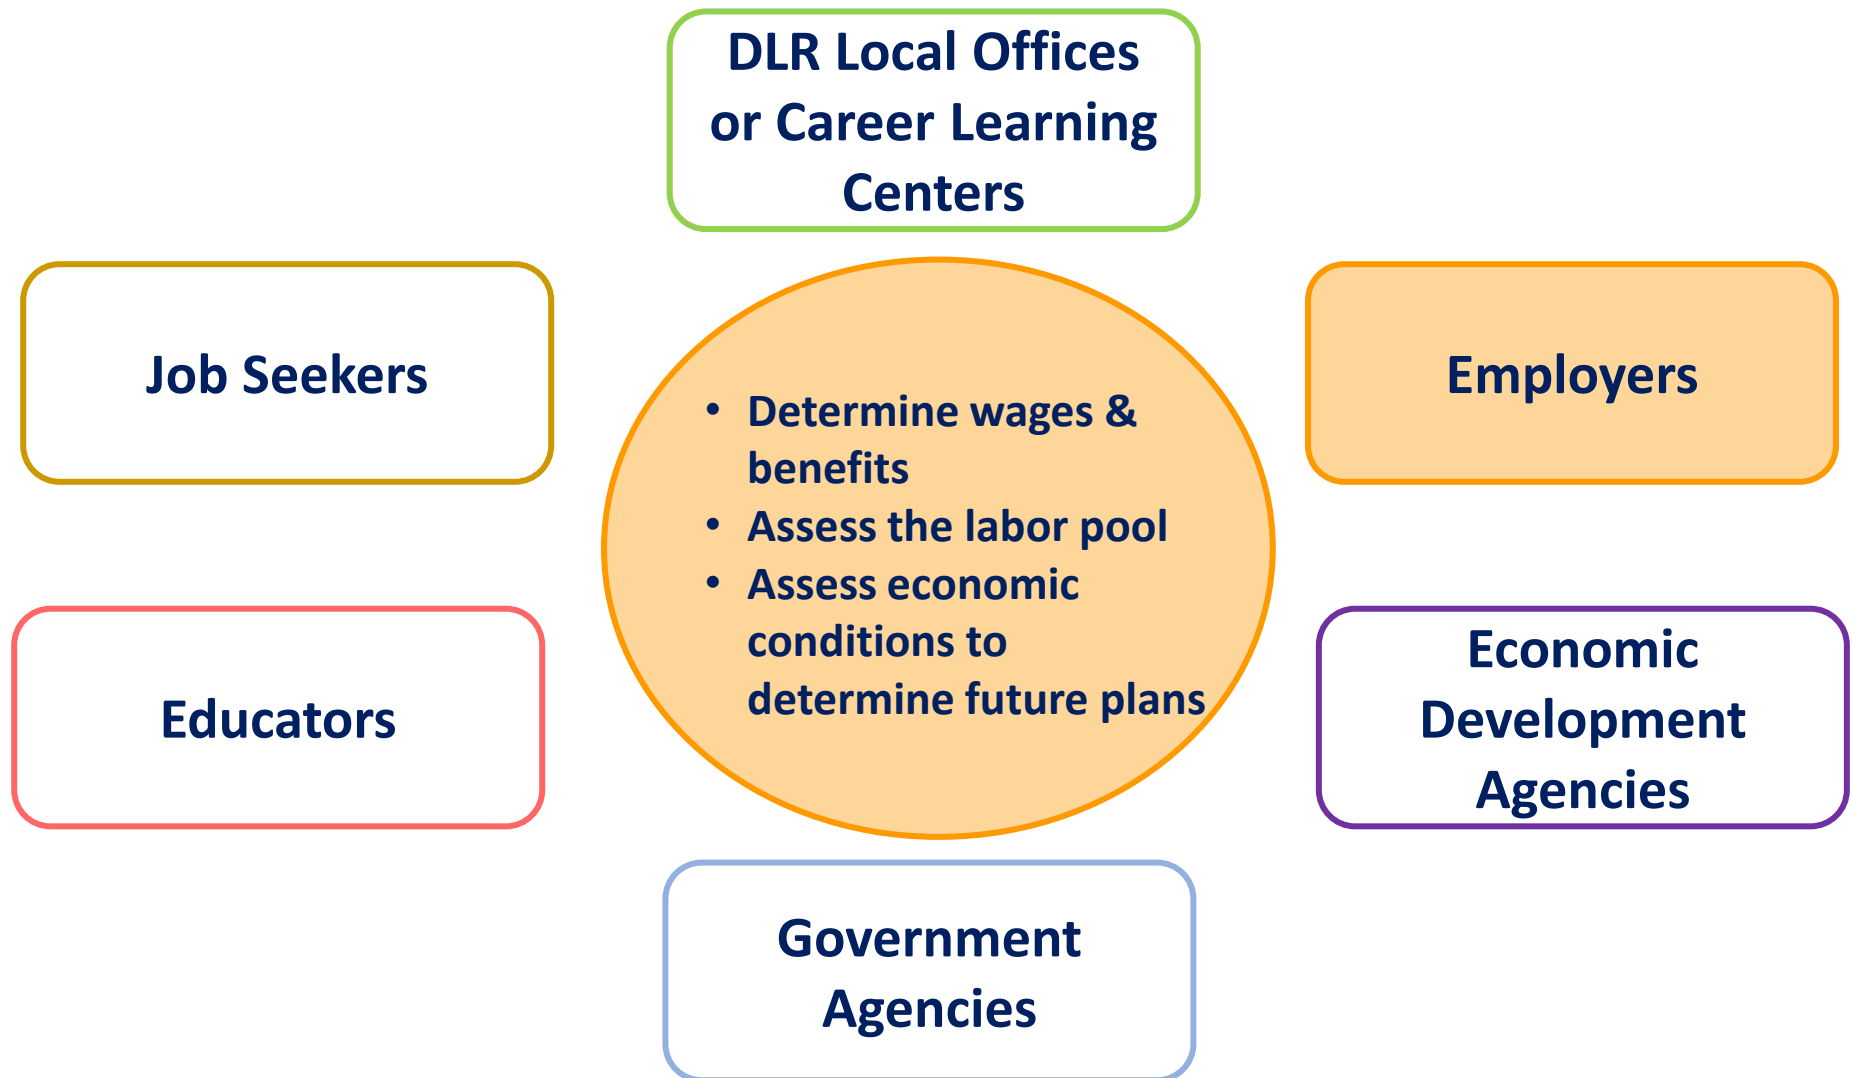 DLR Local Offices
or Career Learning
Centers
Job Seekers
Employers
• Determine wages &
benefits
• Assess the labor pool
• Assess economic
conditions to
determine future plans
Educators
Economic
Development
Agencies
Government
Agencies